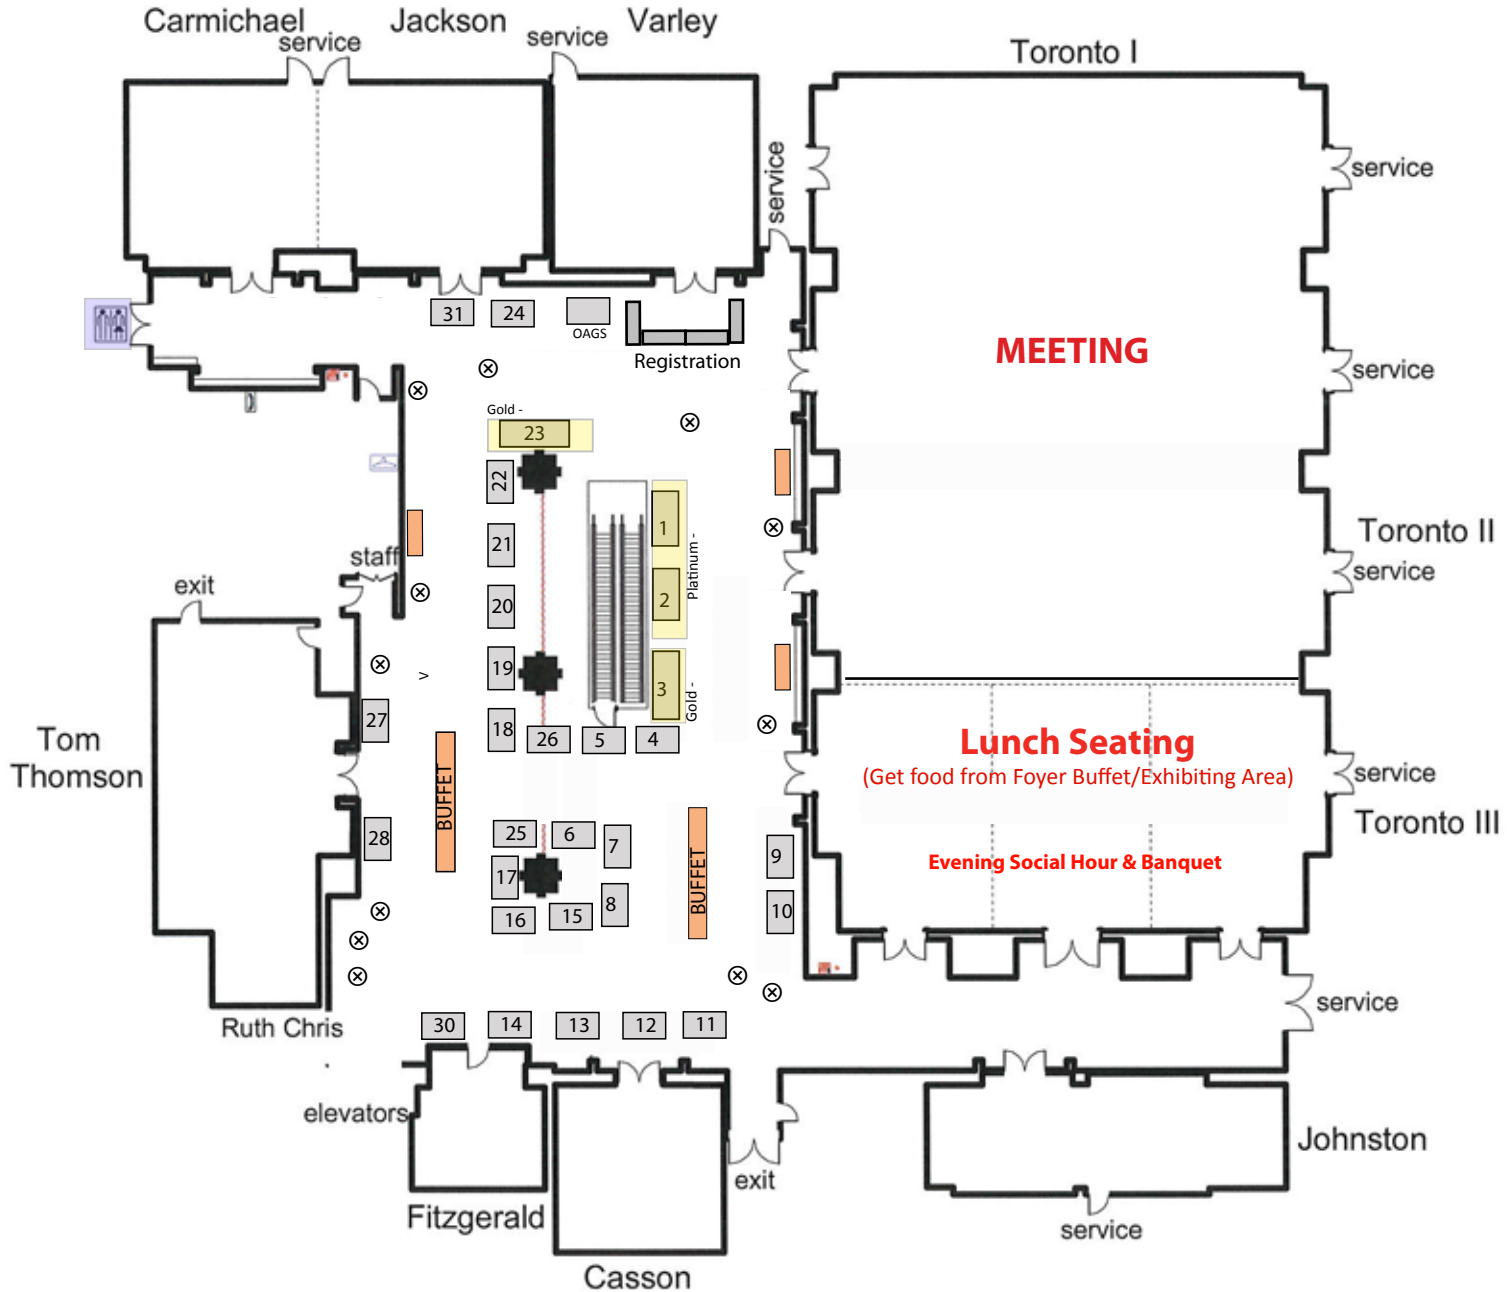 Carmichael
Jackson
Varley
service
service
Toronto I
service
service
31
24
OAGS
Registration
MEETING
service
Gold -
23
22
1
21
Platinum -
Toronto II
staff
service
exit
2
20
19
3
Gold -
27
18
26
5
4
Tom
Thomson
Lunch Seating
(Get food from Foyer Buffet/Exhibiting Area)
service
BUFFET
28
25
6
7
9
Toronto III
17
BUFFET
Evening Social Hour & Banquet
8
10
16
15
service
Ruth Chris
30
14
13
12
11
elevators
Johnston
exit
Fitzgerald
service
Casson